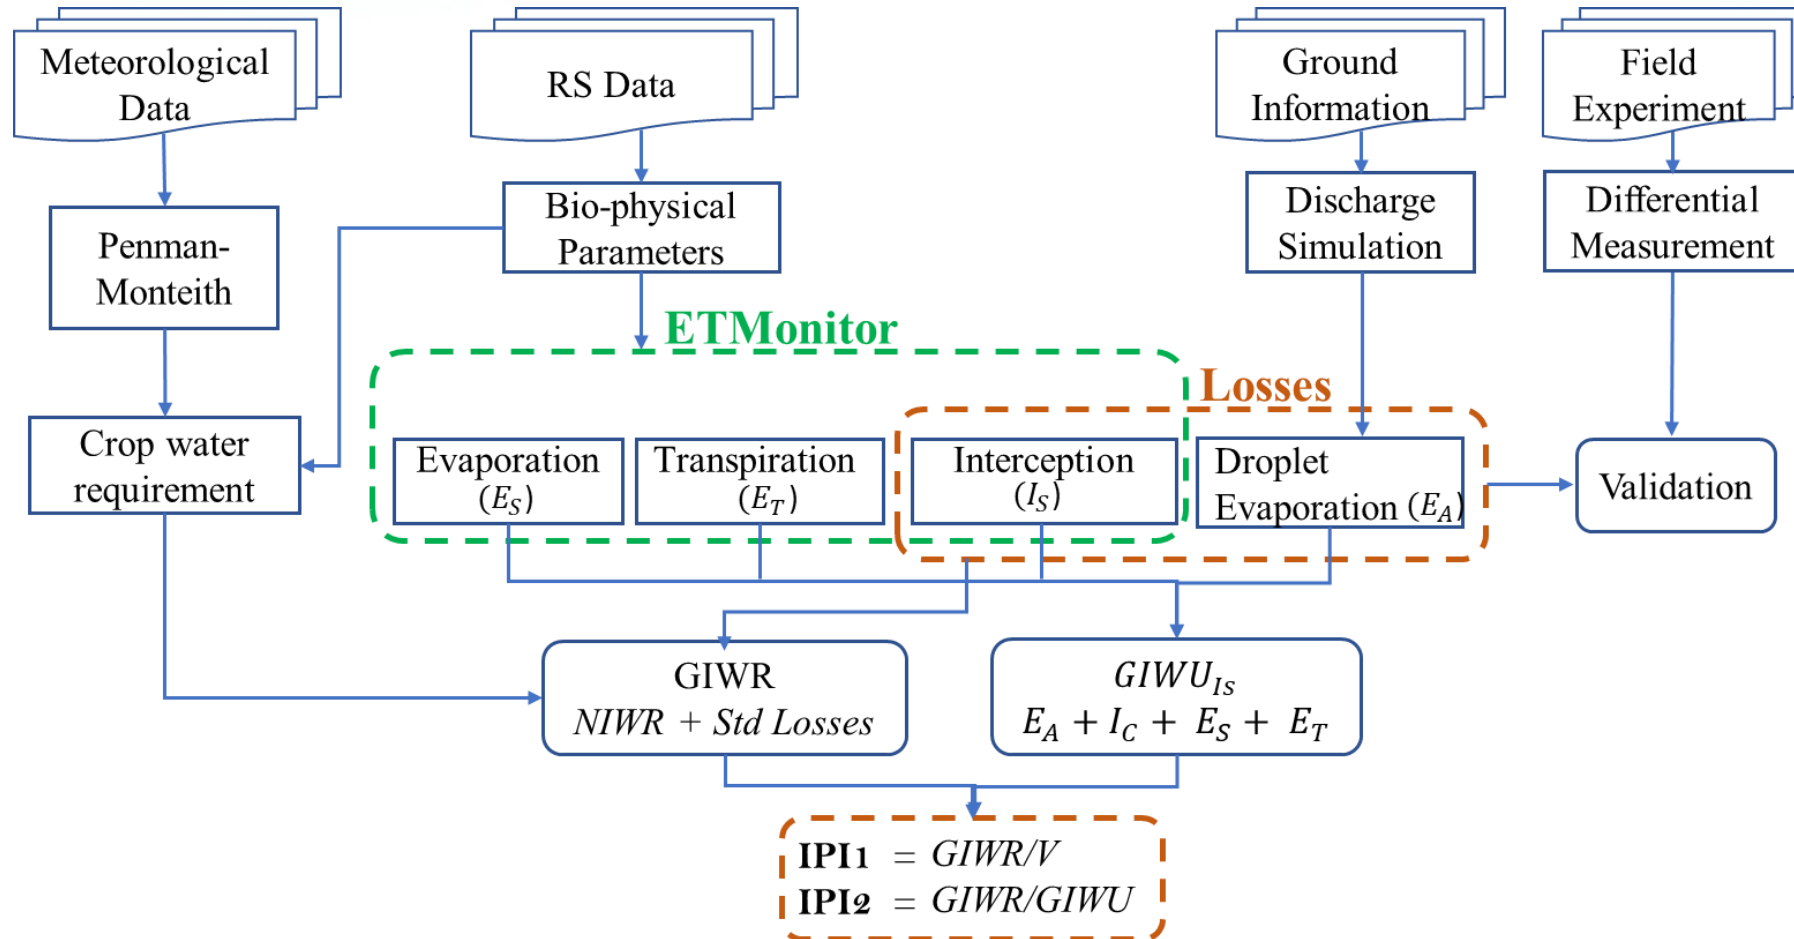 Meteorological
Data
RS Data
Ground
Information
Field
Experiment
Penman-
Monteith
Bio-physical
Parameters
Discharge
Simulation
Differential
Measurement
ETMonitor
Losses
Crop water
requirement
Evaporation
(E_S)
Transpiration
(E_T)
Interception
(I_S)
Droplet
Evaporation (E_A)
Validation
GIWR
NIWR + Std Losses
GIWU_{Is}
E_A + I_C + E_S + E_T
IPI1 = GIWR/V
IPI2 = GIWR/GIWU